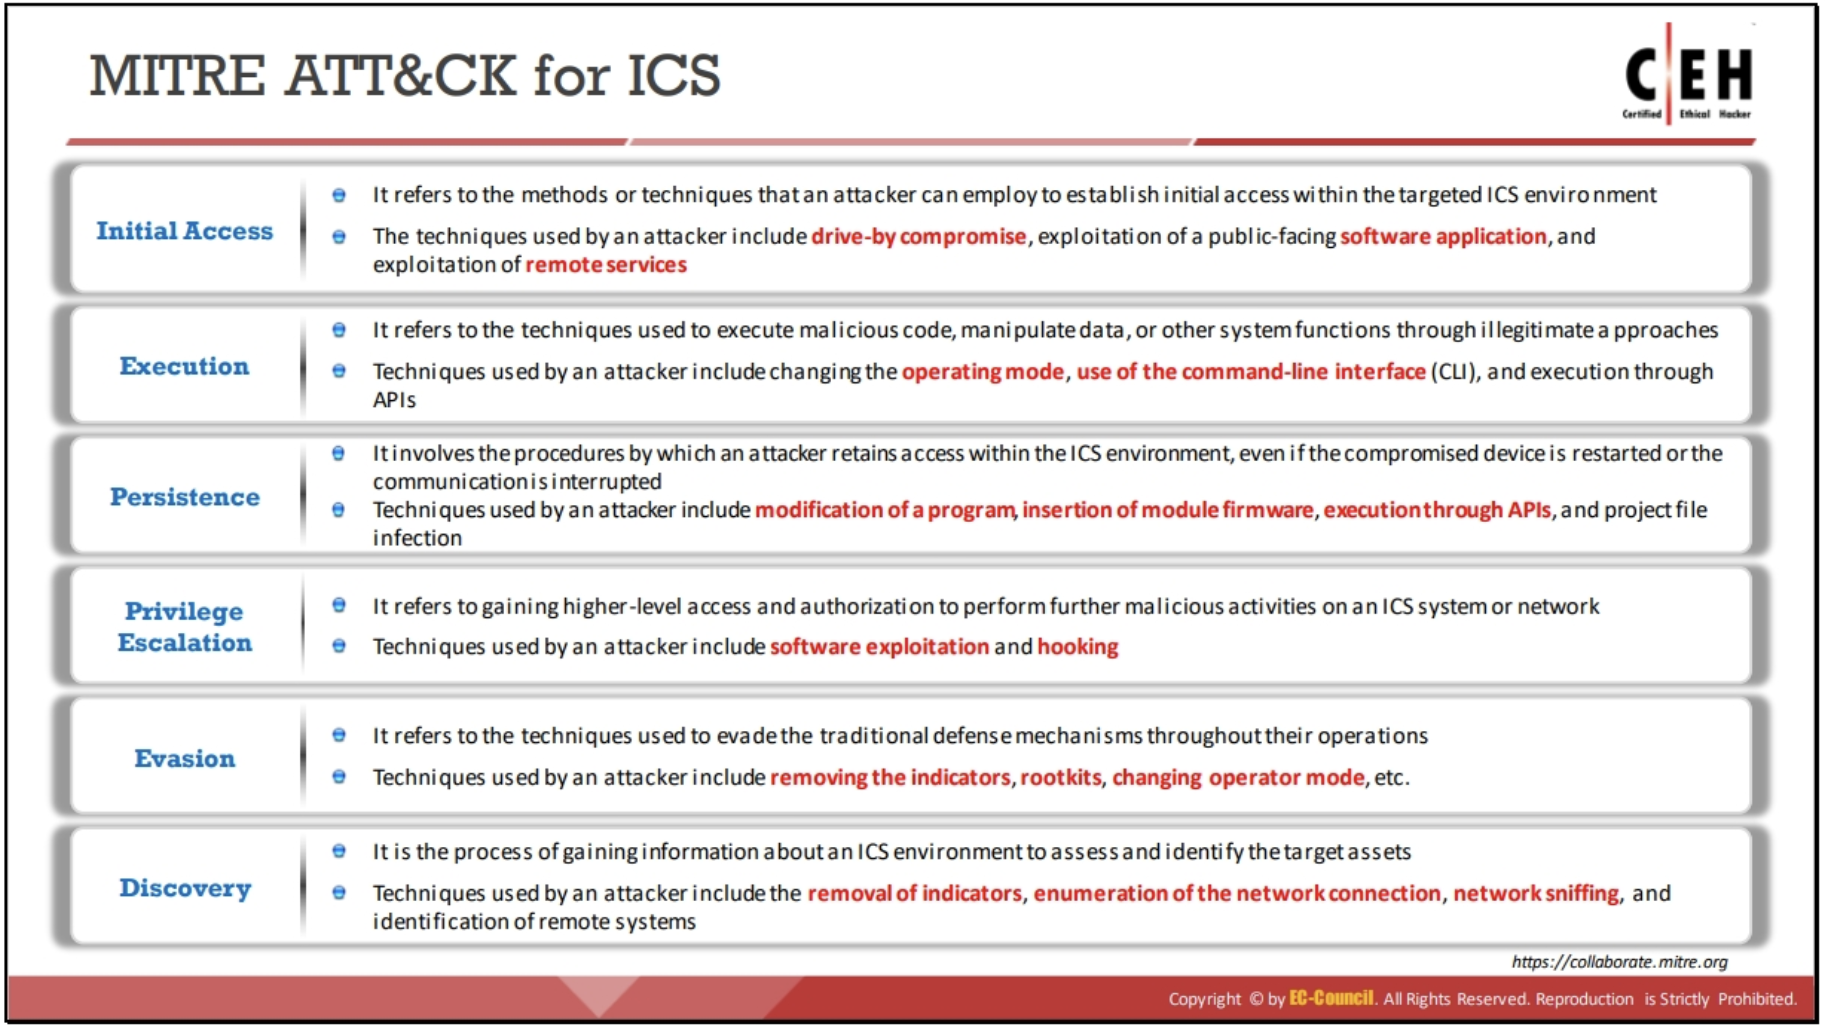 MITRE ATT&CK for ICS
C EH
Certified Ethical Hacker
Initial Access
It refers to the methods or techniques that an attacker can employ to establish initial access within the targeted ICS environment
The techniques used by an attacker include drive-by compromise, exploitation of a public-facing software application, and
exploitation of remote services
Execution
It refers to the techniques used to execute malicious code, manipulate data, or other system functions through illegitimate approaches
Techniques used by an attacker include changing the operating mode, use of the command-line interface (CLI), and execution through
APIs
Persistence
It involves the procedures by which an attacker retains access within the ICS environment, even if the compromised device is restarted or the
communication is interrupted
Techniques used by an attacker include modification of a program, insertion of module firmware, execution through APIs, and project file
infection
Privilege
Escalation
It refers to gaining higher-level access and authorization to perform further malicious activities on an ICS system or network
Techniques used by an attacker include software exploitation and hooking
Evasion
It refers to the techniques used to evade the traditional defense mechanisms throughout their operations
Techniques used by an attacker include removing the indicators, rootkits, changing operator mode, etc.
Discovery
It is the process of gaining information about an ICS environment to assess and identify the target assets
Techniques used by an attacker include the removal of indicators, enumeration of the network connection, network sniffing, and
identification of remote systems
https://collaborate.mitre.org
Copyright © by EC-Council. All Rights Reserved. Reproduction is Strictly Prohibited.